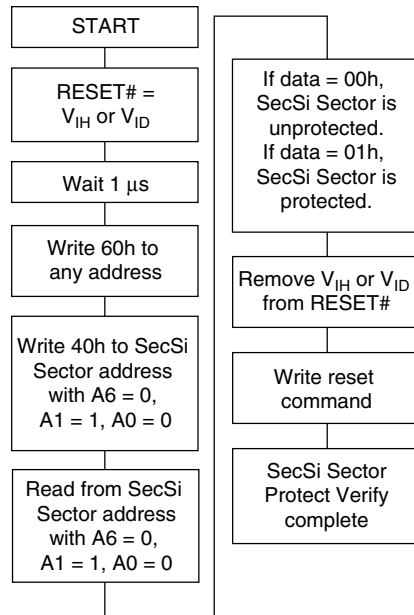 START
RESET# =
V_IH or V_ID
Wait 1 μs
Write 60h to
any address
Write 40h to SecSi
Sector address
with A6 = 0,
A1 = 1, A0 = 0
Read from SecSi
Sector address
with A6 = 0,
A1 = 1, A0 = 0
If data = 00h,
SecSi Sector is
unprotected.
If data = 01h,
SecSi Sector is
protected.
Remove V_IH or V_ID
from RESET#
Write reset
command
SecSi Sector
Protect Verify
complete